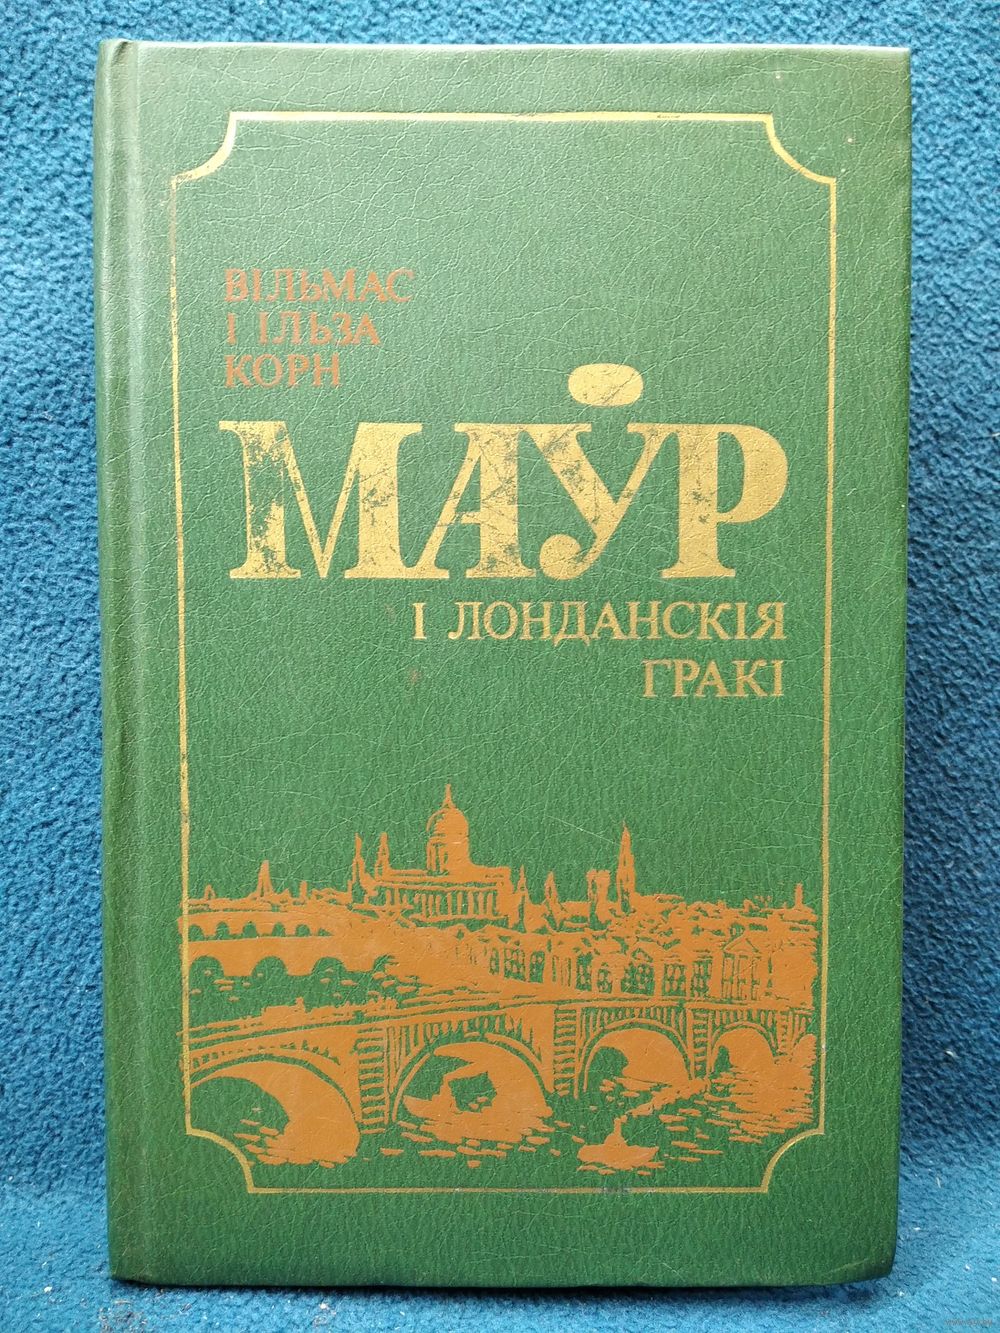 ВІЛЬМАС
І ІЛЬЗА
КОРН
МАЎР
І ЛОНДАНСКІЯ
ГРАКІ